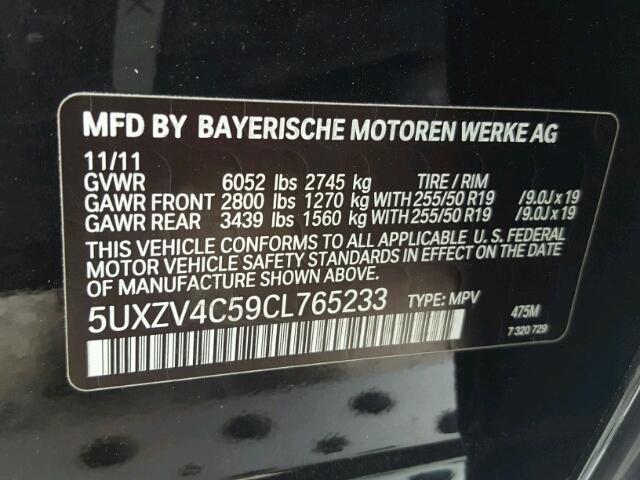 MFD BY BAYERISCHE MOTOREN WERKE AG
11/11
GVWR 6052 lbs 2745 kg TIRE / RIM
GAWR FRONT 2800 lbs 1270 kg WITH 255/50 R19 /9.0J x 19
GAWR REAR 3439 lbs 1560 kg WITH 255/50 R19 /9.0J x 19
THIS VEHICLE CONFORMS TO ALL APPLICABLE U. S. FEDERAL
MOTOR VEHICLE SAFETY STANDARDS IN EFFECT ON THE DATE
OF MANUFACTURE SHOWN ABOVE.
5UXZV4C59CL765233 TYPE: MPV 475M
7 320 729